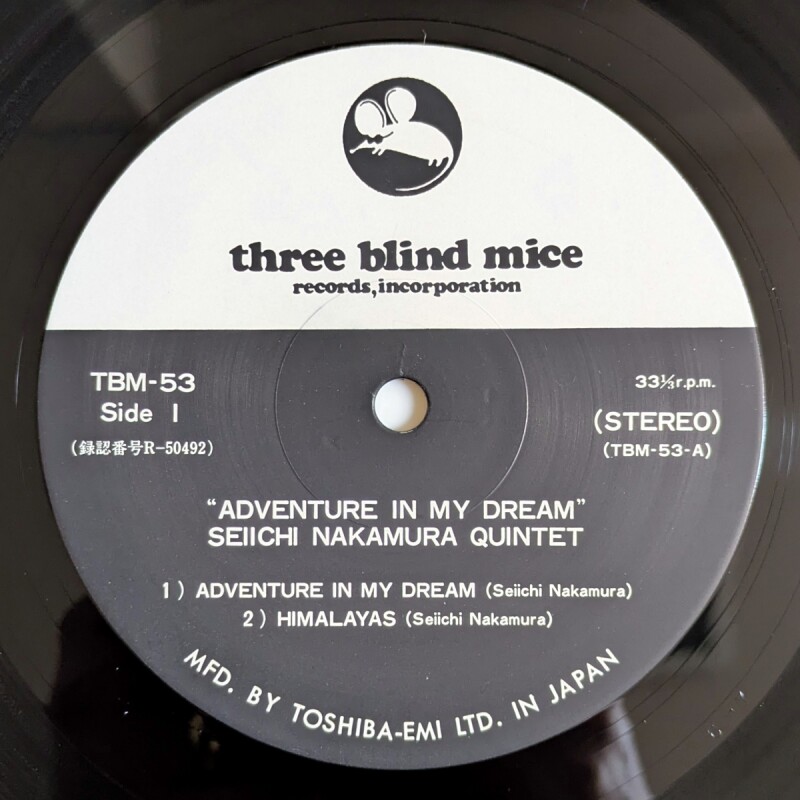 three blind mice
records,incorporation
TBM-53
Side 1
(録認番号R-50492)
33⅓r.p.m.
(STEREO)
(TBM-53-A)
“ADVENTURE IN MY DREAM”
SEIICHI NAKAMURA QUINTET
1) ADVENTURE IN MY DREAM (Seiichi Nakamura)
2) HIMALAYAS (Seiichi Nakamura)
MFD. BY TOSHIBA-EMI LTD. IN JAPAN